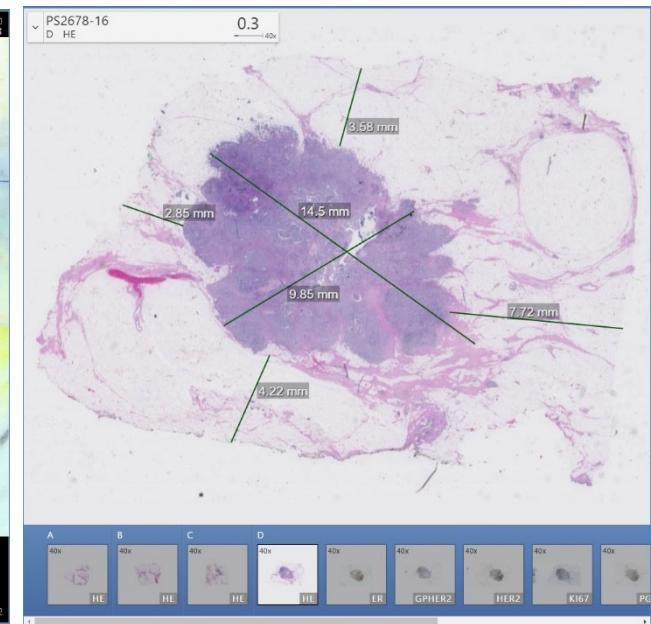 PS2678-16
D HE
0.3
40x
3.58 mm
2.85 mm
14.5 mm
9.85 mm
7.72 mm
4.22 mm
A B C D
40x 40x 40x 40x 40x 40x 40x 40x 40x
HE HE HE HE ER GPHER2 HER2 KI67 PG